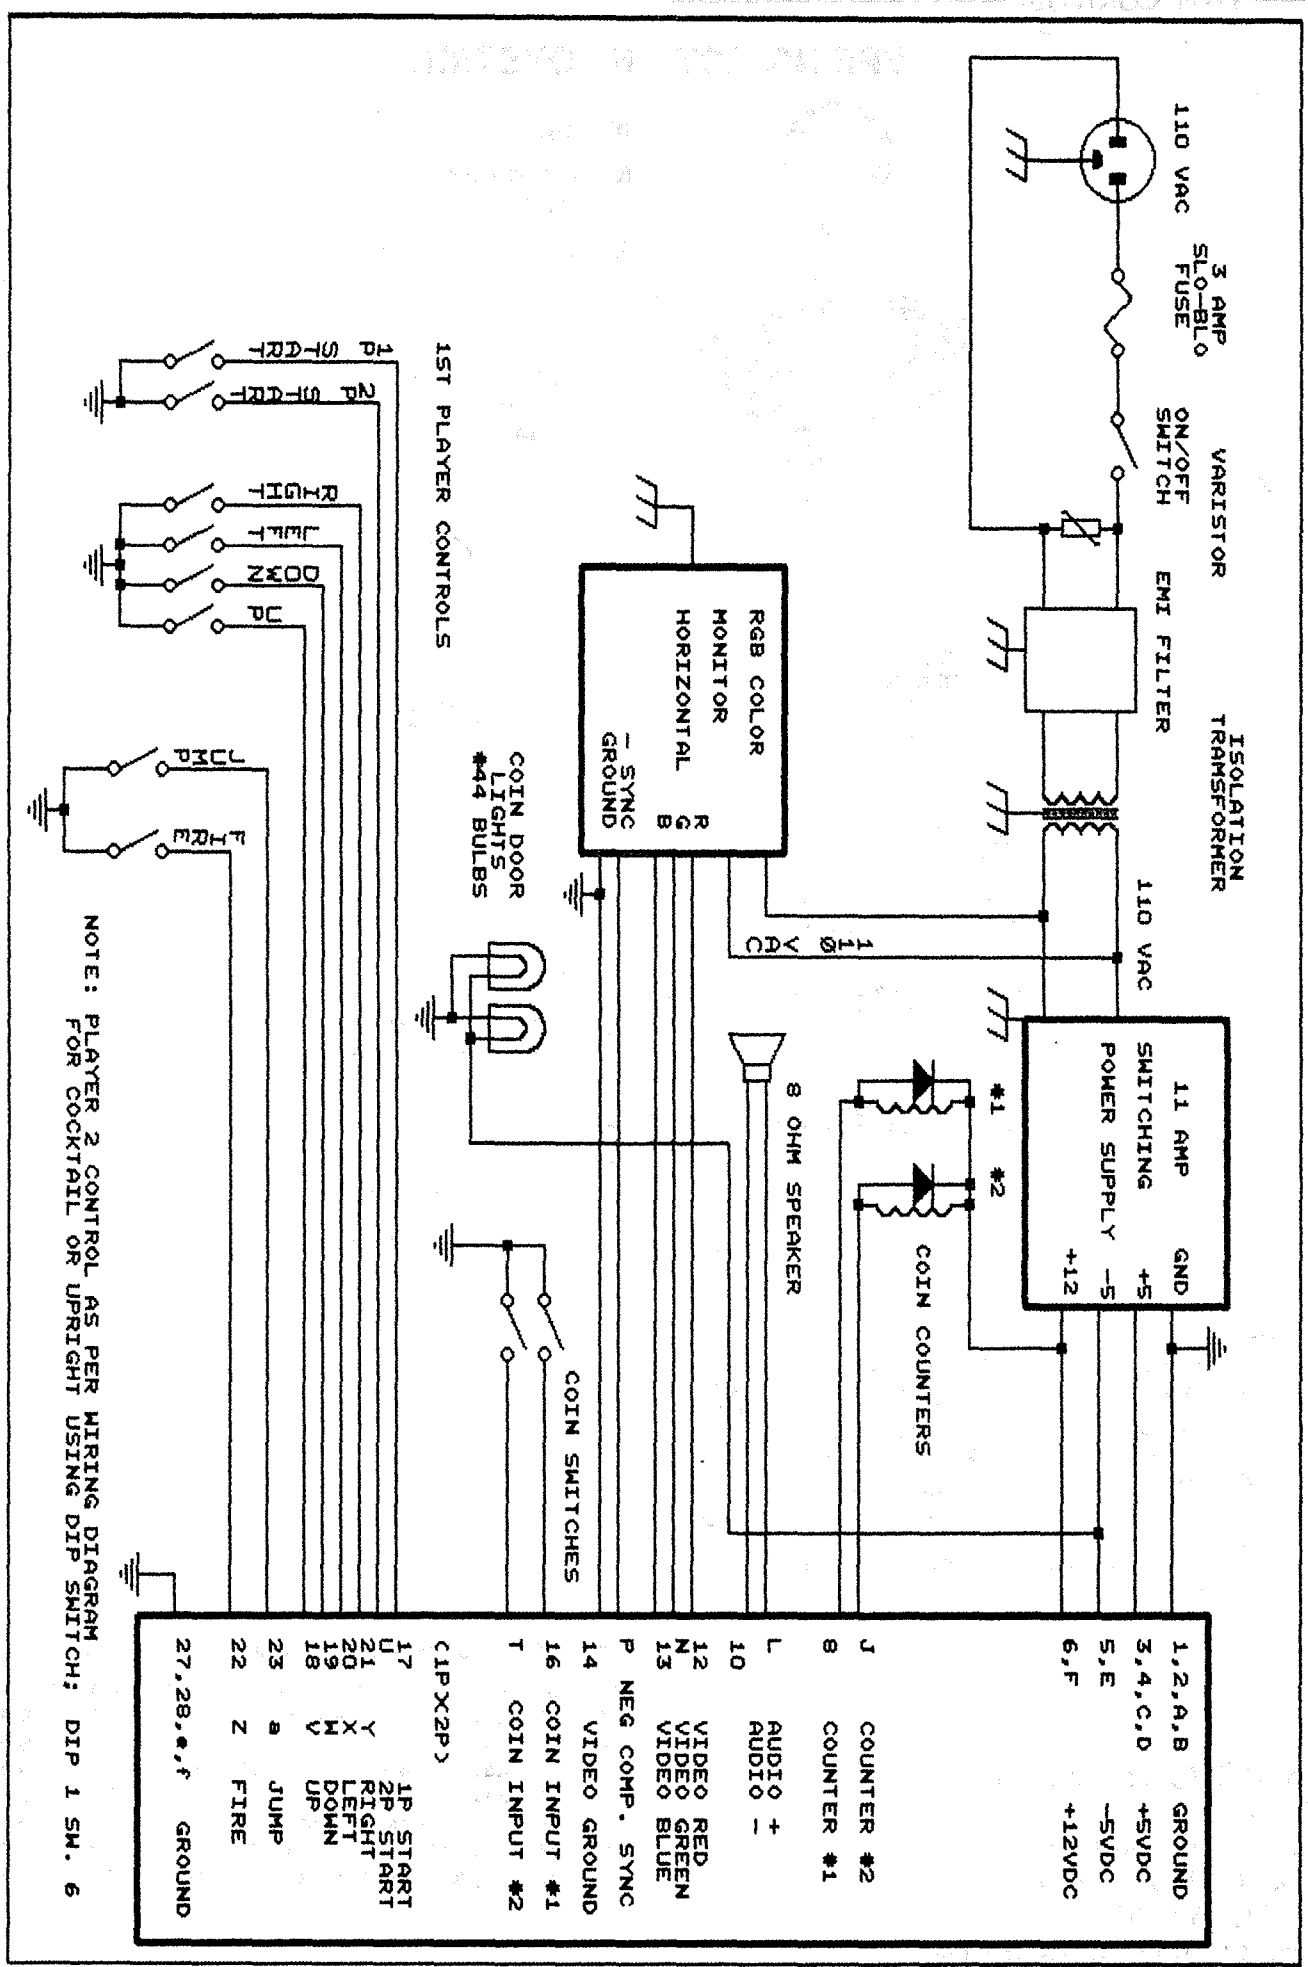 110 VAC
3 AMP
SLO-BLO
FUSE
ON/OFF
SWITCH
VARISTOR
EMI FILTER
ISOLATION
TRAMSFORMER
110 VAC
11 AMP
SWITCHING
POWER SUPPLY
GND
+5
-5
+12
#1
#2
COIN COUNTERS
8 OHM SPEAKER
110 VAC
RGB COLOR
MONITOR
HORIZONTAL
R
G
B
- SYNC
GROUND
COIN DOOR
LIGHTS
#44 BULBS
COIN SWITCHES
1ST PLAYER CONTROLS
1P START
2P START
RIGHT
LEFT
DOWN
UP
JUMP
FIRE
1,2,A,B GROUND
3,4,C,D +5VDC
5,E -5VDC
6,F +12VDC
J COUNTER #2
8 COUNTER #1
L AUDIO +
10 AUDIO -
12 VIDEO RED
N VIDEO GREEN
13 VIDEO BLUE
P NEG COMP. SYNC
14 VIDEO GROUND
16 COIN INPUT #1
T COIN INPUT #2
(1P)(2P)
17 1P START
U 2P START
21 Y RIGHT
20 X LEFT
19 W DOWN
18 V UP
23 a JUMP
22 Z FIRE
27,28,e,f GROUND
NOTE: PLAYER 2 CONTROL AS PER WIRING DIAGRAM
FOR COCKTAIL OR UPRIGHT USING DIP SWITCH; DIP 1 SW. 6